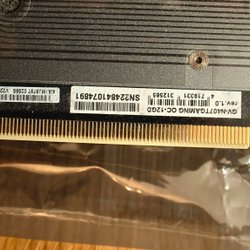 GV-N407TGAMING OC-12GD
rev. 1.0
4 719331 312565
SN224841074891